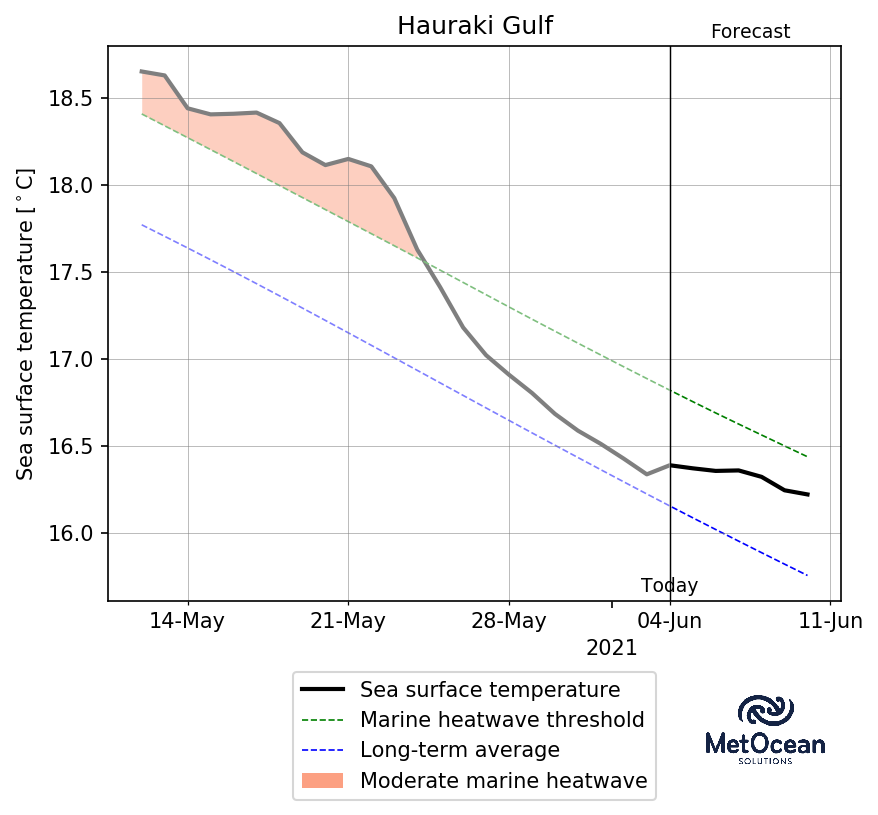 Hauraki Gulf
Forecast
Sea surface temperature [°C]
18.5
18.0
17.5
17.0
16.5
16.0
Today
14-May
21-May
28-May
04-Jun
11-Jun
2021
Sea surface temperature
Marine heatwave threshold
Long-term average
Moderate marine heatwave
MetOcean
SOLUTIONS